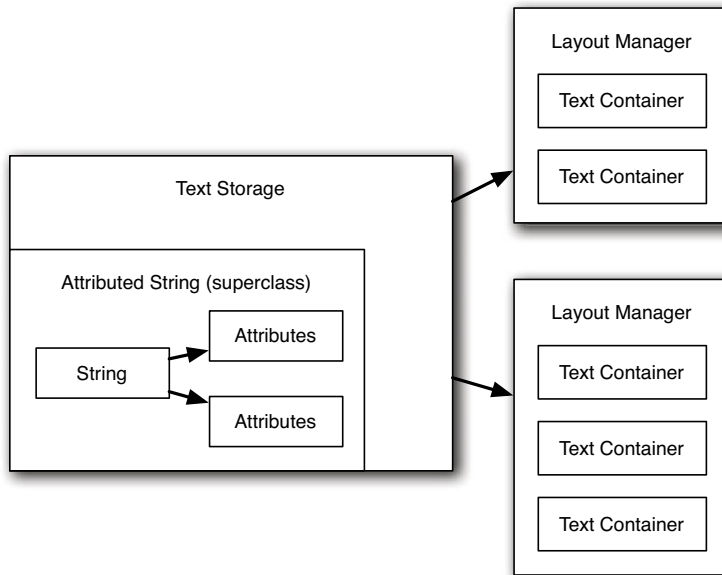 Text Storage
Attributed String (superclass)
String
Attributes
Attributes
Layout Manager
Text Container
Text Container
Layout Manager
Text Container
Text Container
Text Container